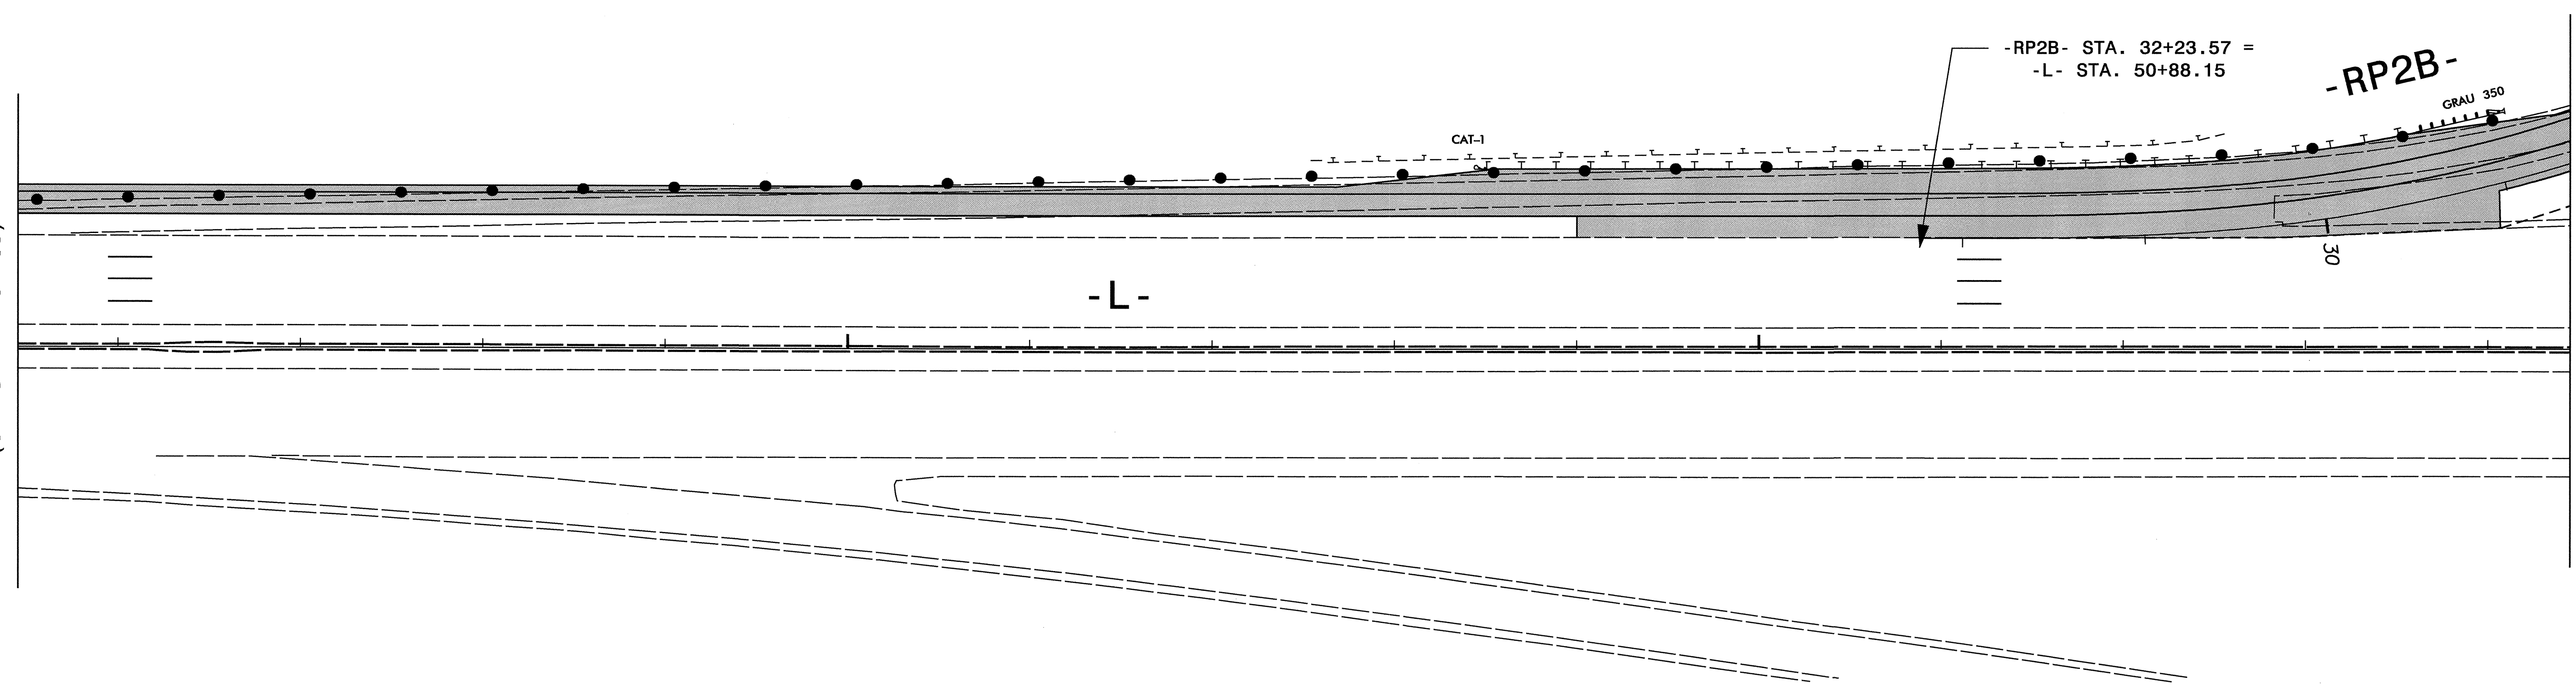 -RP2B- STA. 32+23.57 =
-L- STA. 50+88.15
-RP2B-
GRAU 350
CAT-1
30
-L-